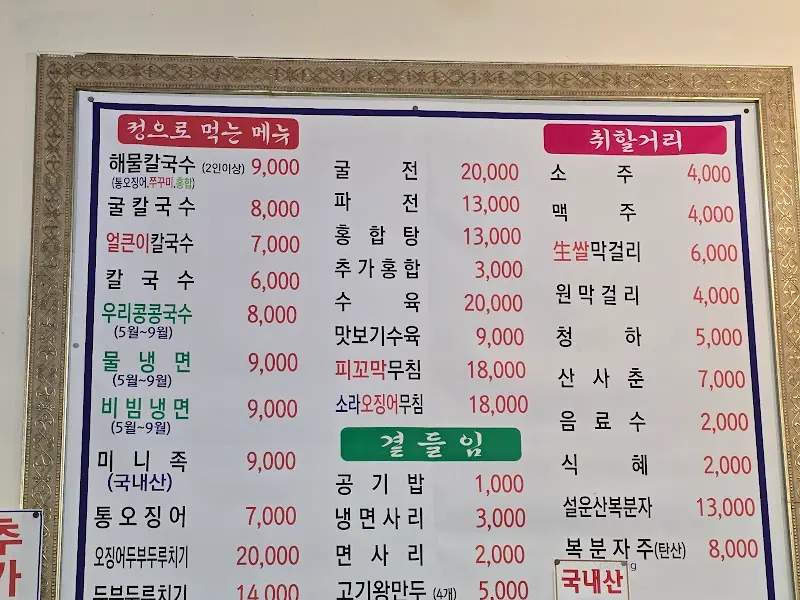 정으로 먹는 메뉴
해물칼국수 (2인이상) 9,000
(통오징어,쭈꾸미,홍합)
굴칼국수 8,000
얼큰이칼국수 7,000
칼국수 6,000
우리콩콩국수 8,000
(5월~9월)
물냉면 9,000
(5월~9월)
비빔냉면 9,000
(5월~9월)
미니족 9,000
(국내산)
통오징어 7,000
오징어두부두루치기 20,000
두부두루치기 14,000
굴전 20,000
파전 13,000
홍합탕 13,000
추가홍합 3,000
수육 20,000
맛보기수육 9,000
피꼬막무침 18,000
소라오징어무침 18,000
곁들임
공기밥 1,000
냉면사리 3,000
면사리 2,000
고기왕만두 (4개) 5,000
취할거리
소주 4,000
맥주 4,000
生쌀막걸리 6,000
원막걸리 4,000
청하 5,000
산사춘 7,000
음료수 2,000
식혜 2,000
설운산복분자 13,000
복분자주(탄산) 8,000
국내산
g
추
가